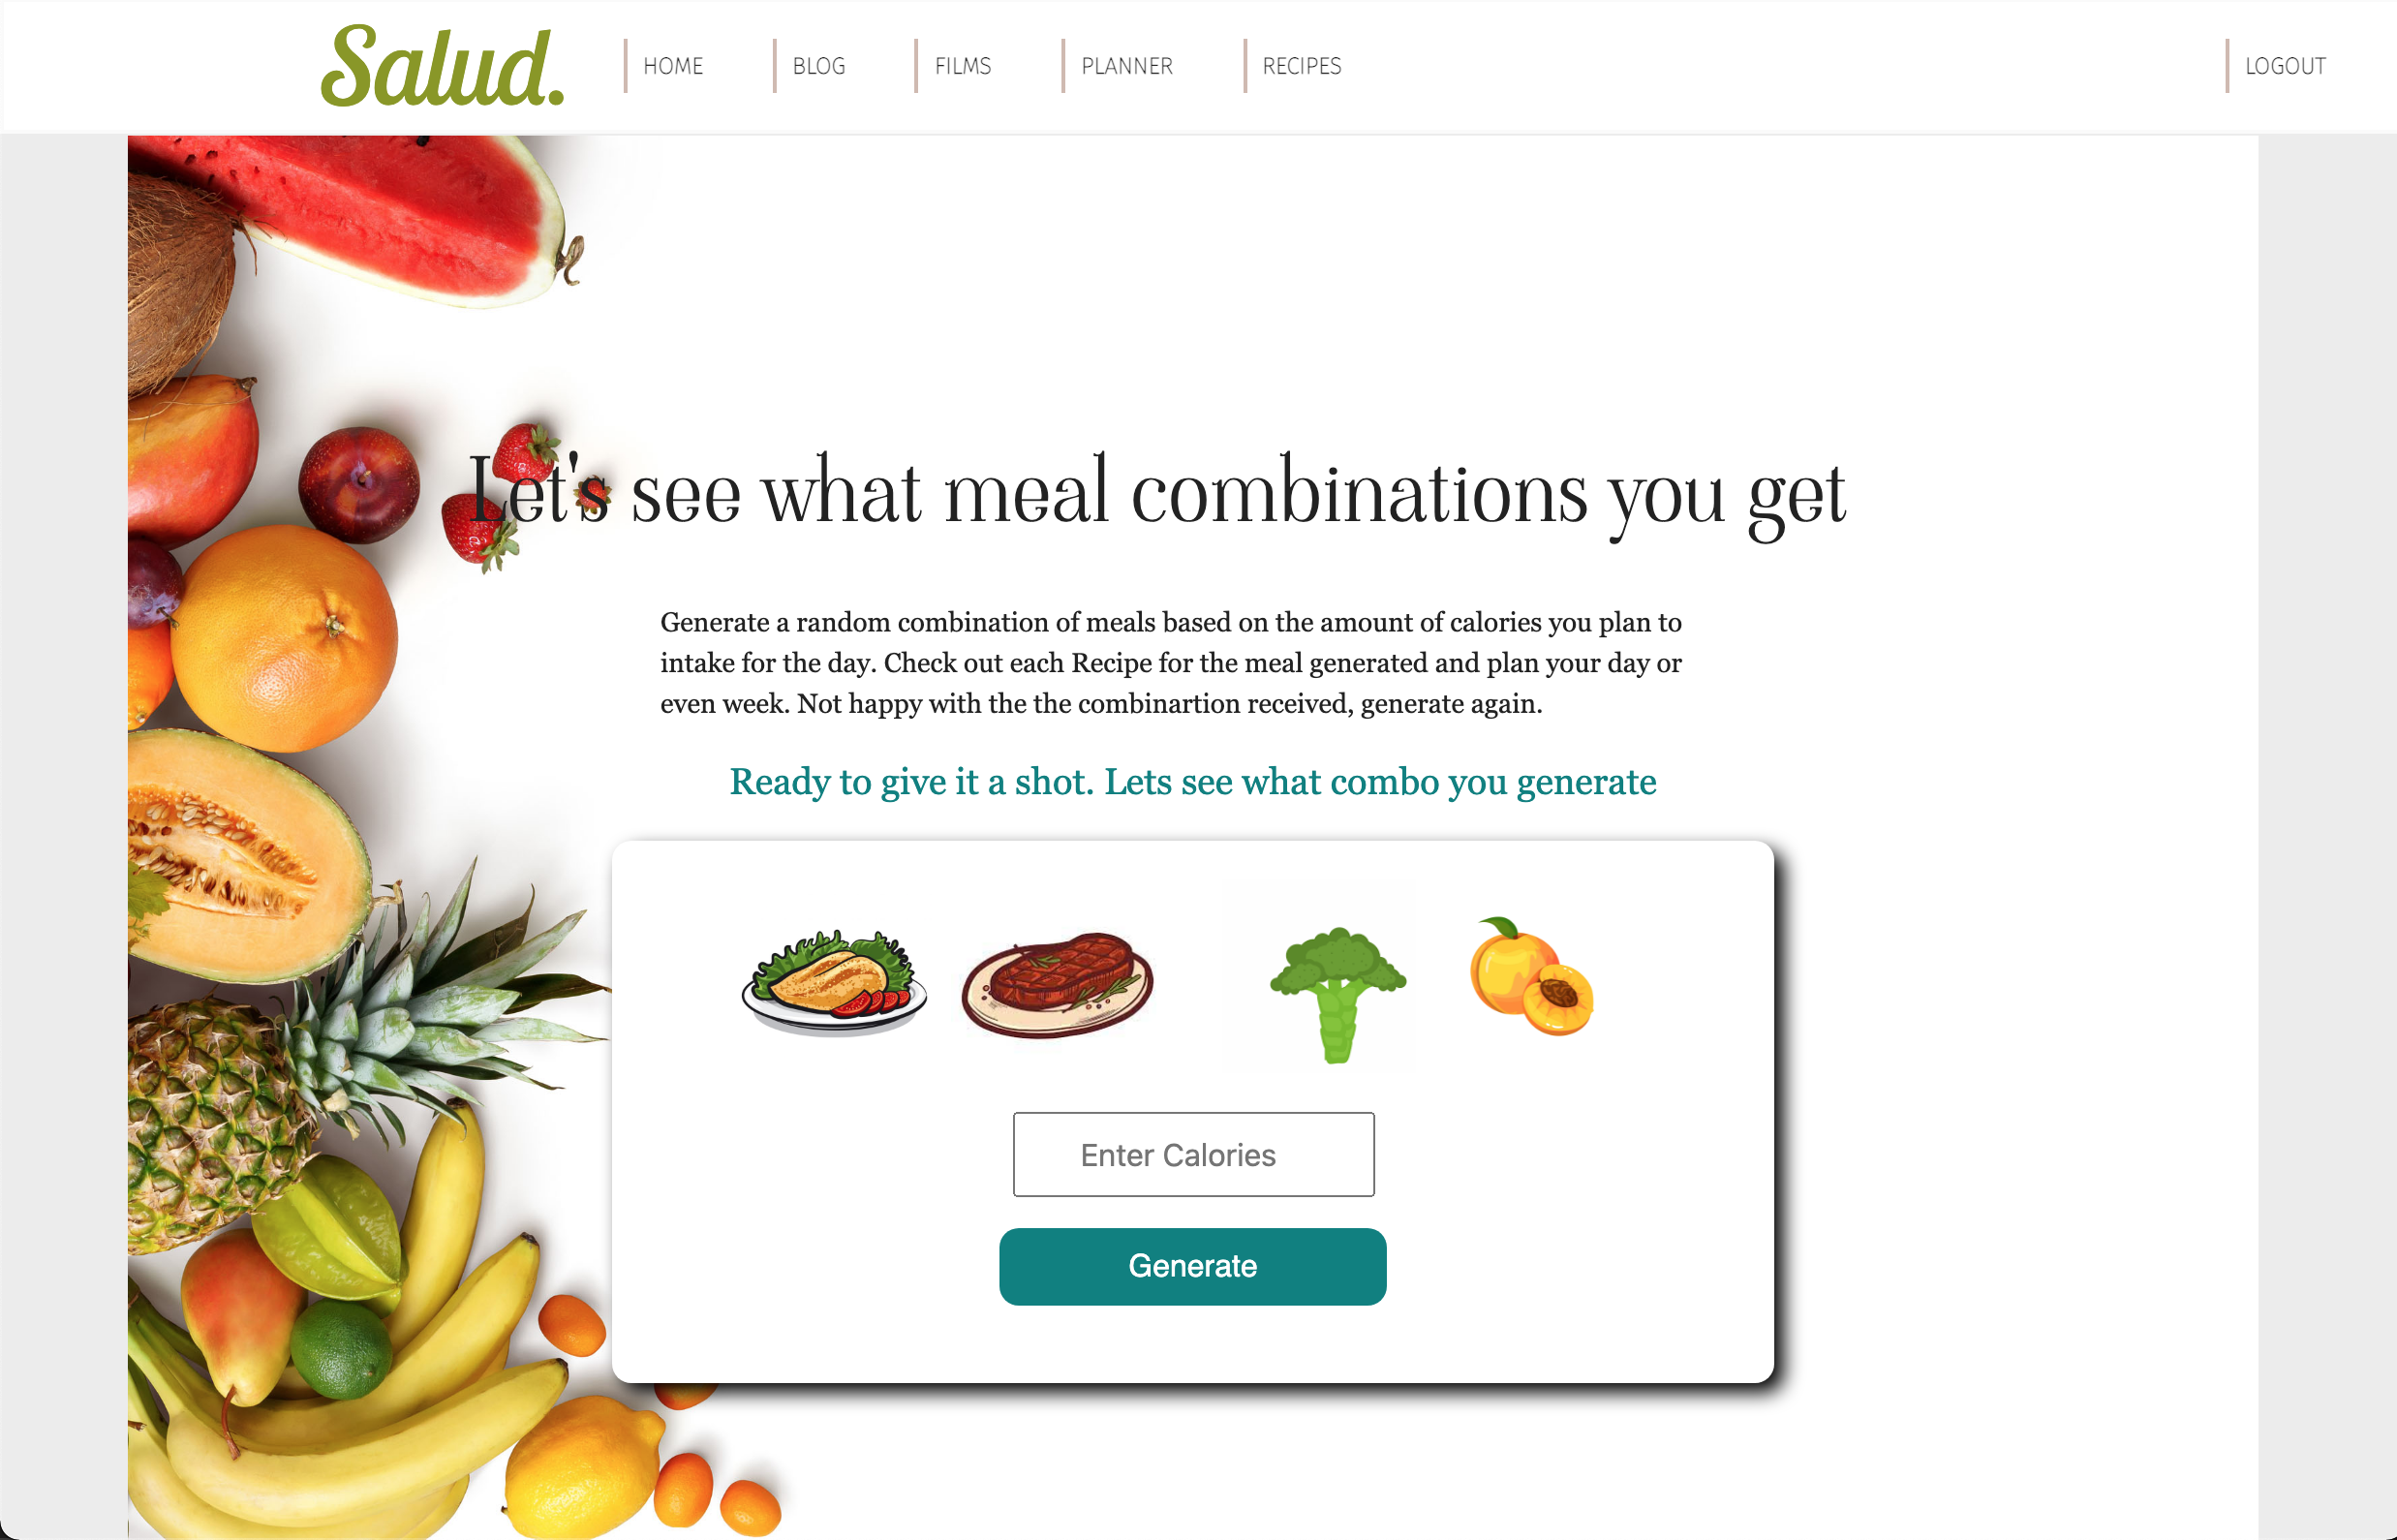 Salud.
HOME
BLOG
FILMS
PLANNER
RECIPES
LOGOUT
Let's see what meal combinations you get
Generate a random combination of meals based on the amount of calories you plan to
intake for the day. Check out each Recipe for the meal generated and plan your day or
even week. Not happy with the the combinartion received, generate again.
Ready to give it a shot. Lets see what combo you generate
Enter Calories
Generate